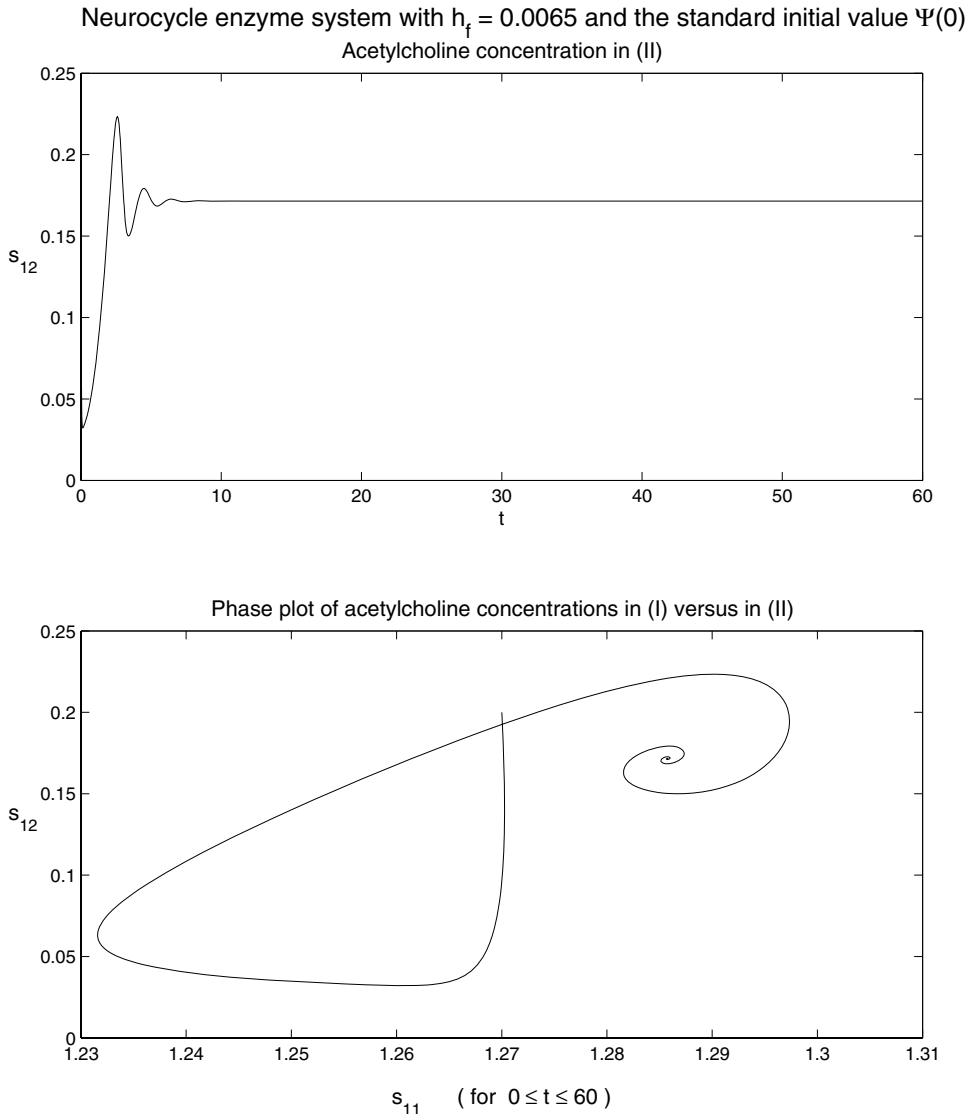 Neurocycle enzyme system with h_f = 0.0065 and the standard initial value Ψ(0)
Acetylcholine concentration in (II)
0.25
0.2
0.15
s_12
0.1
0.05
0
0 10 20 30 40 50 60
t
Phase plot of acetylcholine concentrations in (I) versus in (II)
0.25
0.2
0.15
s_12
0.1
0.05
0
1.23 1.24 1.25 1.26 1.27 1.28 1.29 1.3 1.31
s_11 ( for 0 ≤ t ≤ 60 )